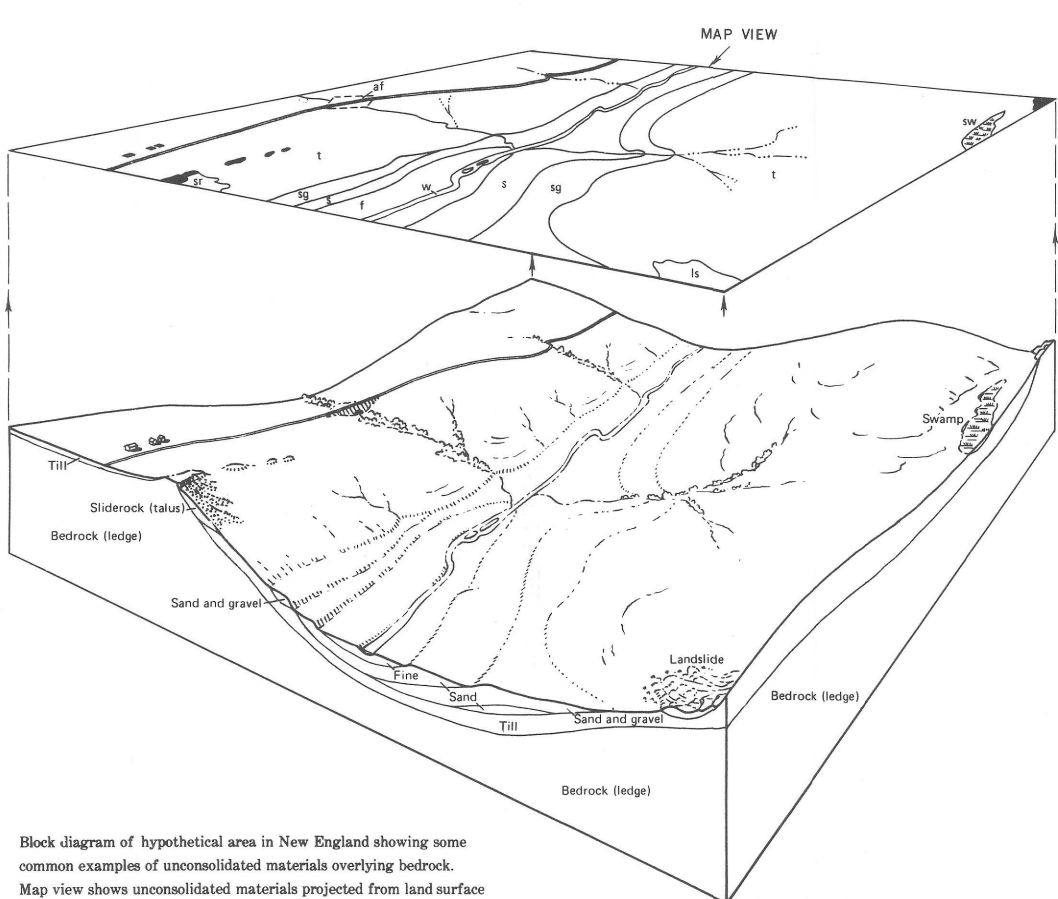 MAP VIEW
af
sw
t
t
sr
w
s
sg
sg
s
f
ls
Swamp
Till
Sliderock (talus)
Bedrock (ledge)
Sand and gravel
Landslide
Fine
Sand
Sand and gravel
Till
Bedrock (ledge)
Bedrock (ledge)
Block diagram of hypothetical area in New England showing some
common examples of unconsolidated materials overlying bedrock.
Map view shows unconsolidated materials projected from land surface